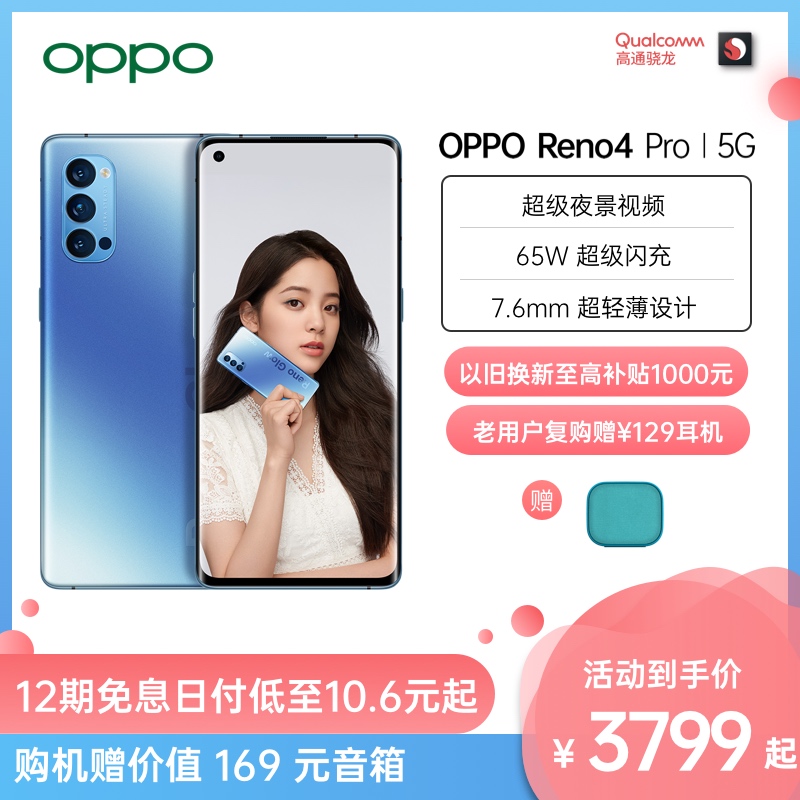 oppo
Qualcomm
高通骁龙
OPPO Reno4 Pro | 5G
超级夜景视频
65W 超级闪充
7.6mm 超轻薄设计
Reno Glow
以旧换新至高补贴1000元
老用户复购赠¥129耳机
赠
12期免息日付低至10.6元起
购机赠价值 169 元音箱
活动到手价
¥ 3799 起